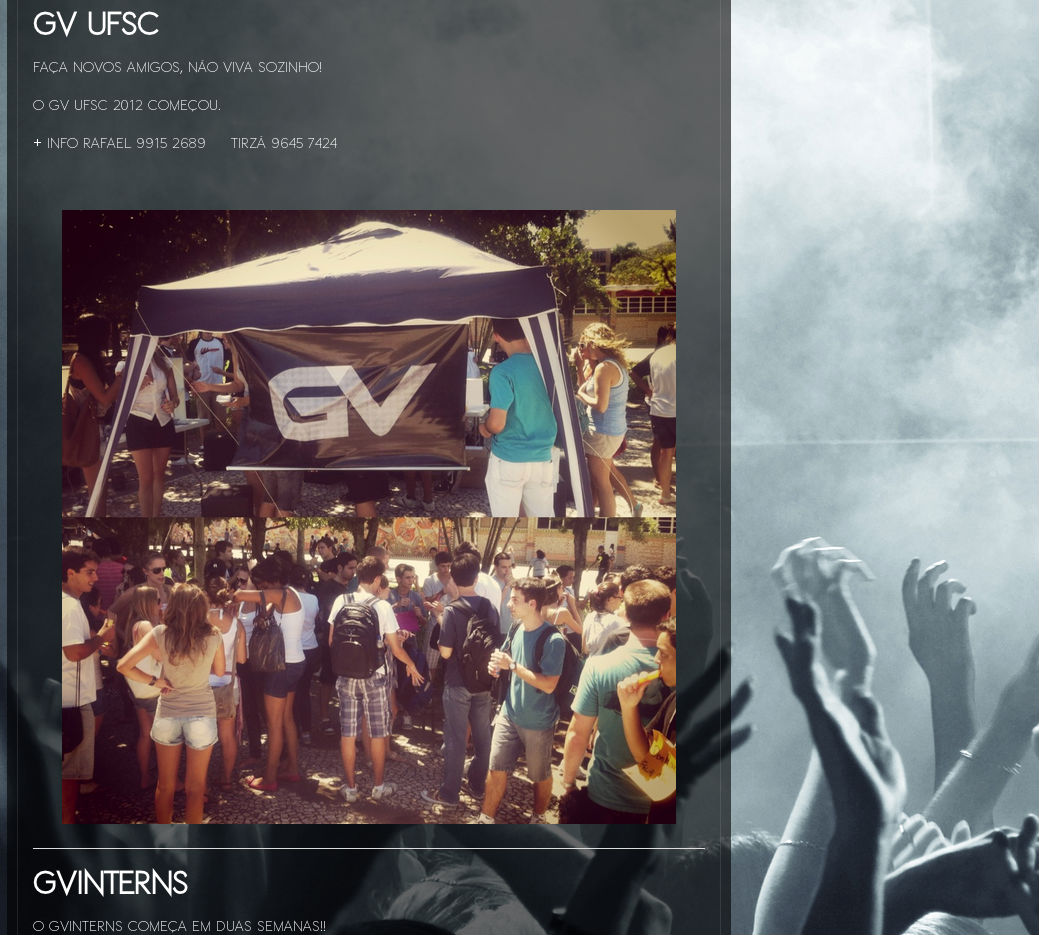 GV UFSC
FAÇA NOVOS AMIGOS, NÃO VIVA SOZINHO!
O GV UFSC 2012 COMEÇOU.
+ INFO RAFAEL 9915 2689 TIRZÁ 9645 7424
GV
GVINTERNS
O GVINTERNS COMEÇA EM DUAS SEMANAS!!